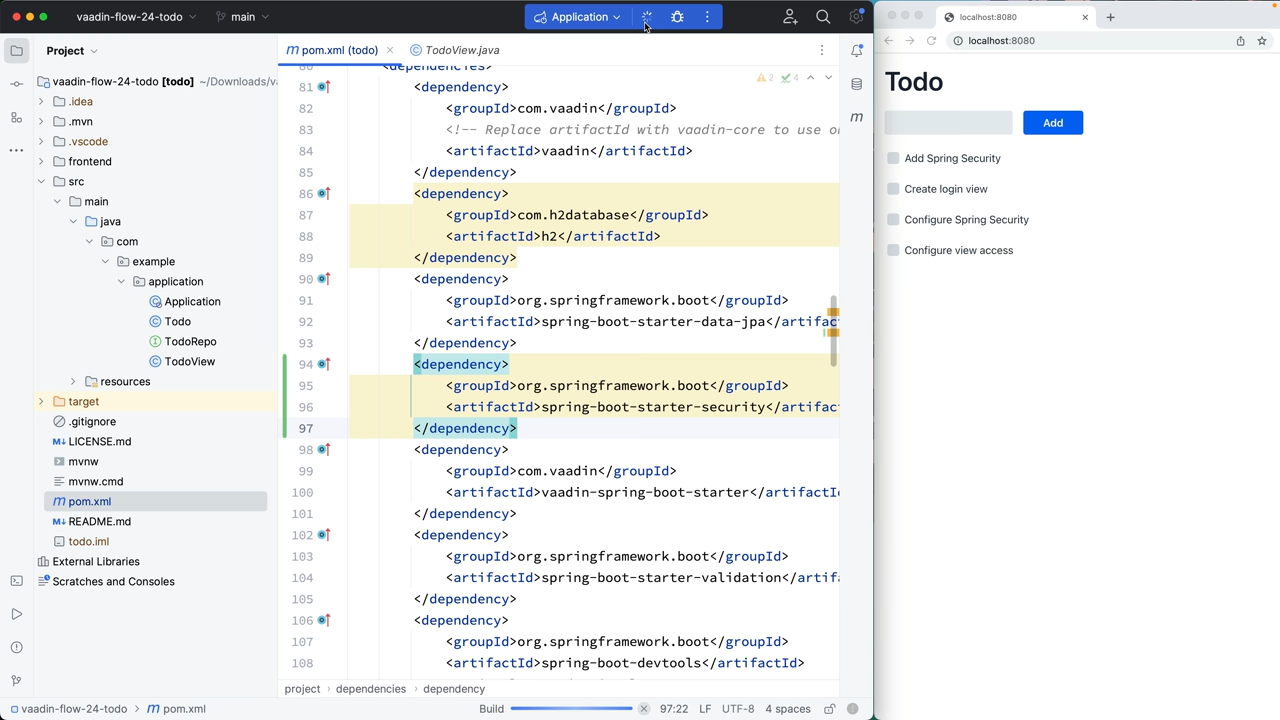 vaadin-flow-24-todo
main
Application
Project
pom.xml (todo)
TodoView.java
vaadin-flow-24-todo [todo] ~/Downloads/va
.idea
.mvn
.vscode
frontend
src
main
java
com
example
application
Application
Todo
TodoRepo
TodoView
resources
target
.gitignore
LICENSE.md
mvnw
mvnw.cmd
pom.xml
README.md
todo.iml
External Libraries
Scratches and Consoles
80 <dependencies>
2 4
81 <dependency>
82 <groupId>com.vaadin</groupId>
83 <!-- Replace artifactId with vaadin-core to use on
84 <artifactId>vaadin</artifactId>
85 </dependency>
86 <dependency>
87 <groupId>com.h2database</groupId>
88 <artifactId>h2</artifactId>
89 </dependency>
90 <dependency>
91 <groupId>org.springframework.boot</groupId>
92 <artifactId>spring-boot-starter-data-jpa</artifac
93 </dependency>
94 <dependency>
95 <groupId>org.springframework.boot</groupId>
96 <artifactId>spring-boot-starter-security</artifac
97 </dependency>
98 <dependency>
99 <groupId>com.vaadin</groupId>
100 <artifactId>vaadin-spring-boot-starter</artifactId
101 </dependency>
102 <dependency>
103 <groupId>org.springframework.boot</groupId>
104 <artifactId>spring-boot-starter-validation</artifa
105 </dependency>
106 <dependency>
107 <groupId>org.springframework.boot</groupId>
108 <artifactId>spring-boot-devtools</artifactId>
project › dependencies › dependency
vaadin-flow-24-todo › pom.xml
Build
97:22 LF UTF-8 4 spaces
localhost:8080
localhost:8080
Todo
Add
Add Spring Security
Create login view
Configure Spring Security
Configure view access